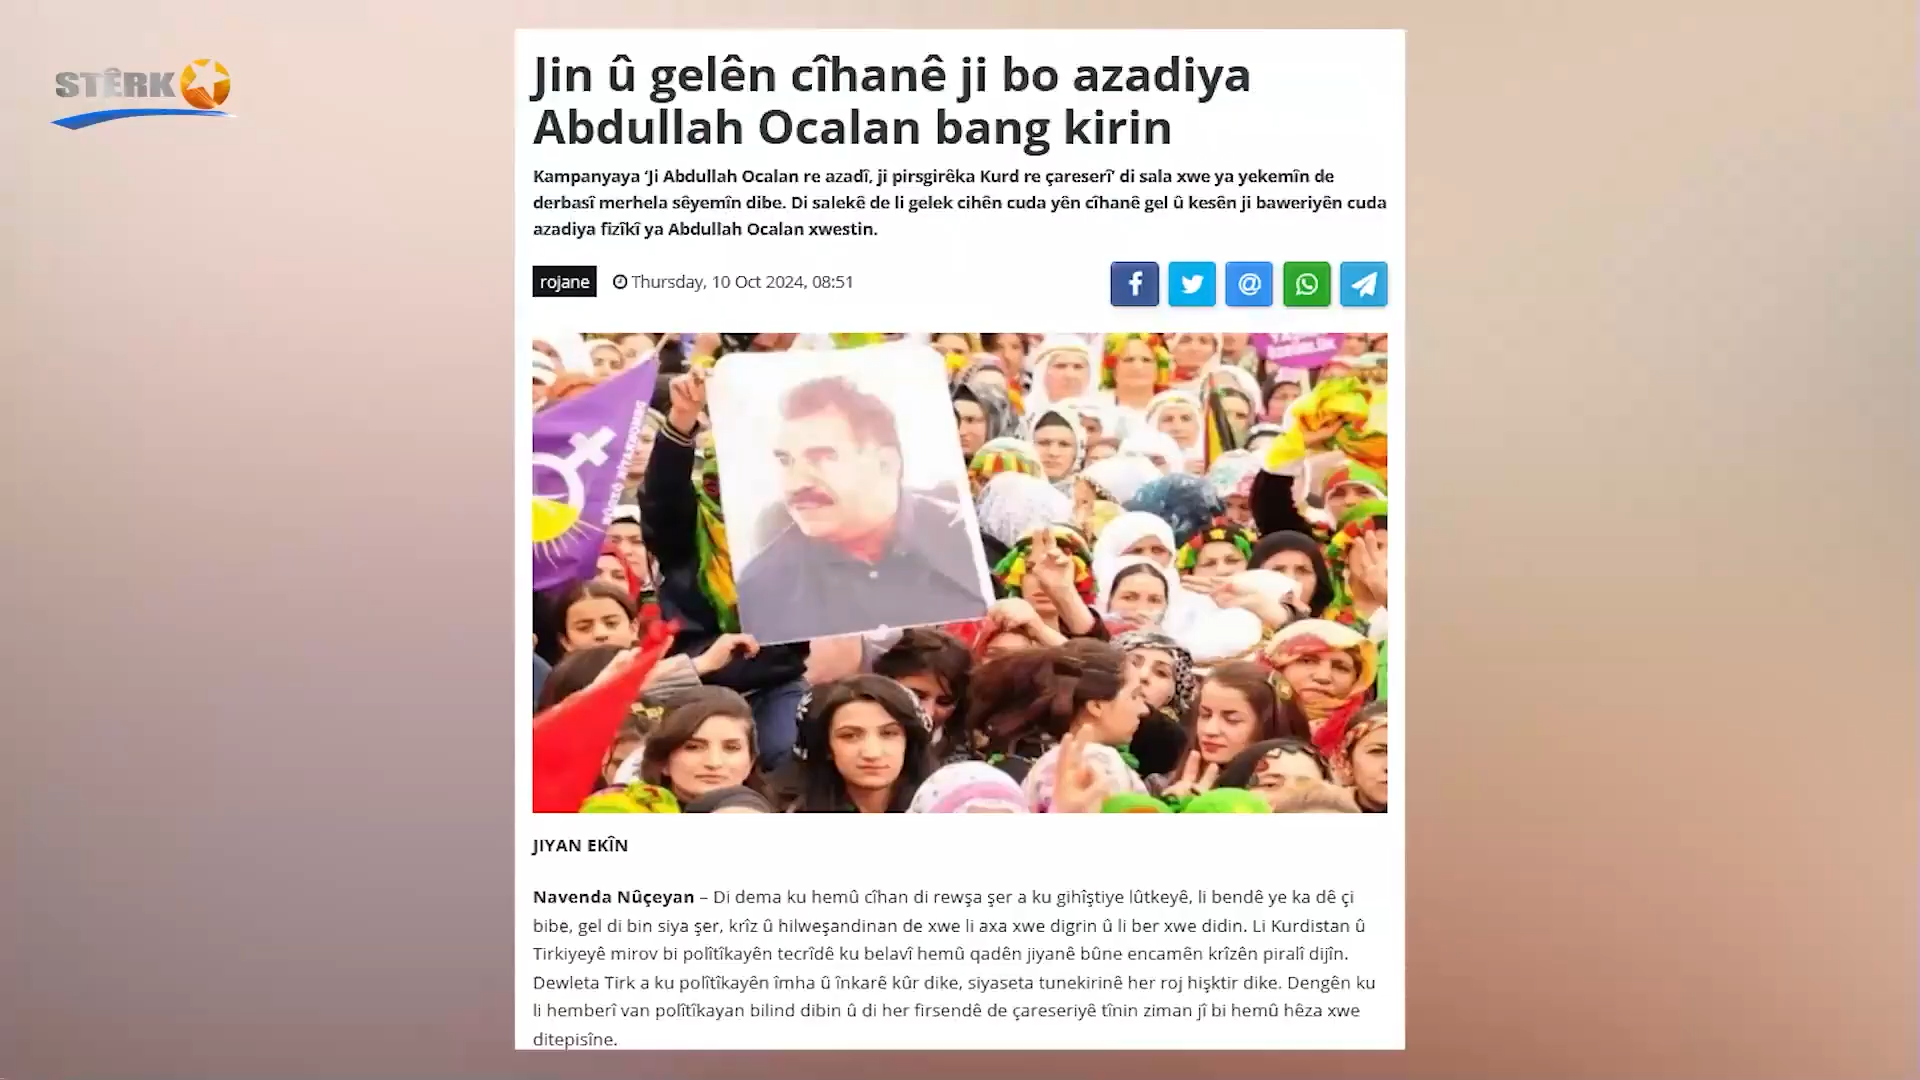 STÊRK
Jin û gelên cîhanê ji bo azadiya
Abdullah Ocalan bang kirin
Kampanyaya ‘Ji Abdullah Ocalan re azadî, ji pirsgirêka Kurd re çareserî’ di sala xwe ya yekemîn de
derbasî merhela sêyemîn dibe. Di salekê de li gelek cihên cuda yên cîhanê gel û kesên ji baweriyên cuda
azadiya fîzîkî ya Abdullah Ocalan xwestin.
rojane Thursday, 10 Oct 2024, 08:51
JIYAN EKÎN
Navenda Nûçeyan – Di dema ku hemû cîhan di rewşa şer a ku gihîştiye lûtkeyê, li bendê ye ka dê çi
bibe, gel di bin siya şer, krîz û hilweşandinan de xwe li axa xwe digrin û li ber xwe didin. Li Kurdistan û
Tirkiyeyê mirov bi polîtîkayên tecrîdê ku belavî hemû qadên jiyanê bûne encamên krîzên piralî dijîn.
Dewleta Tirk a ku polîtîkayên îmha û înkarê kûr dike, siyaseta tunekirinê her roj hişktir dike. Dengên ku
li hemberî van polîtîkayan bilind dibin û di her firsendê de çareseriyê tînin ziman jî bi hemû hêza xwe
ditepisîne.